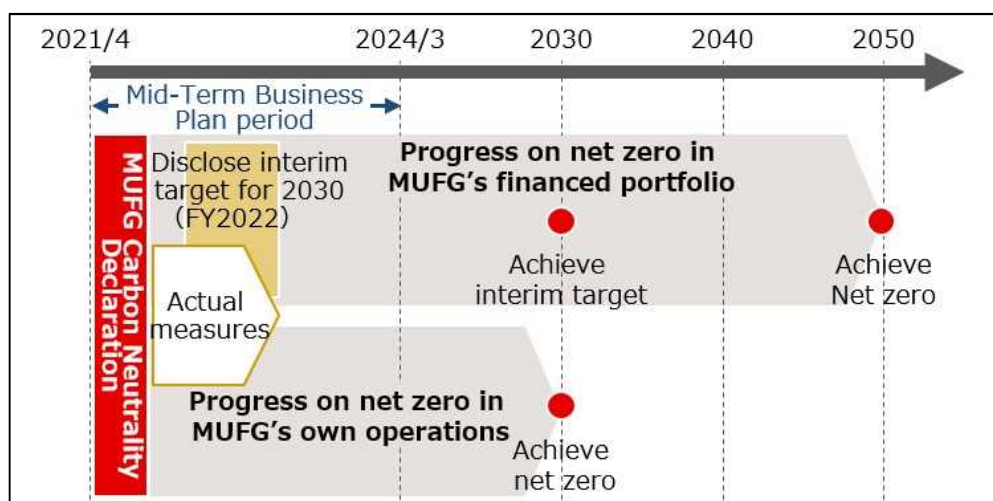 2021/4
2024/3
2030
2040
2050
Mid-Term Business
Plan period
MUFG Carbon Neutrality
Declaration
Disclose interim
target for 2030
(FY2022)
Actual
measures
Progress on net zero in
MUFG's financed portfolio
Achieve
interim target
Achieve
Net zero
Progress on net zero in
MUFG's own operations
Achieve
net zero